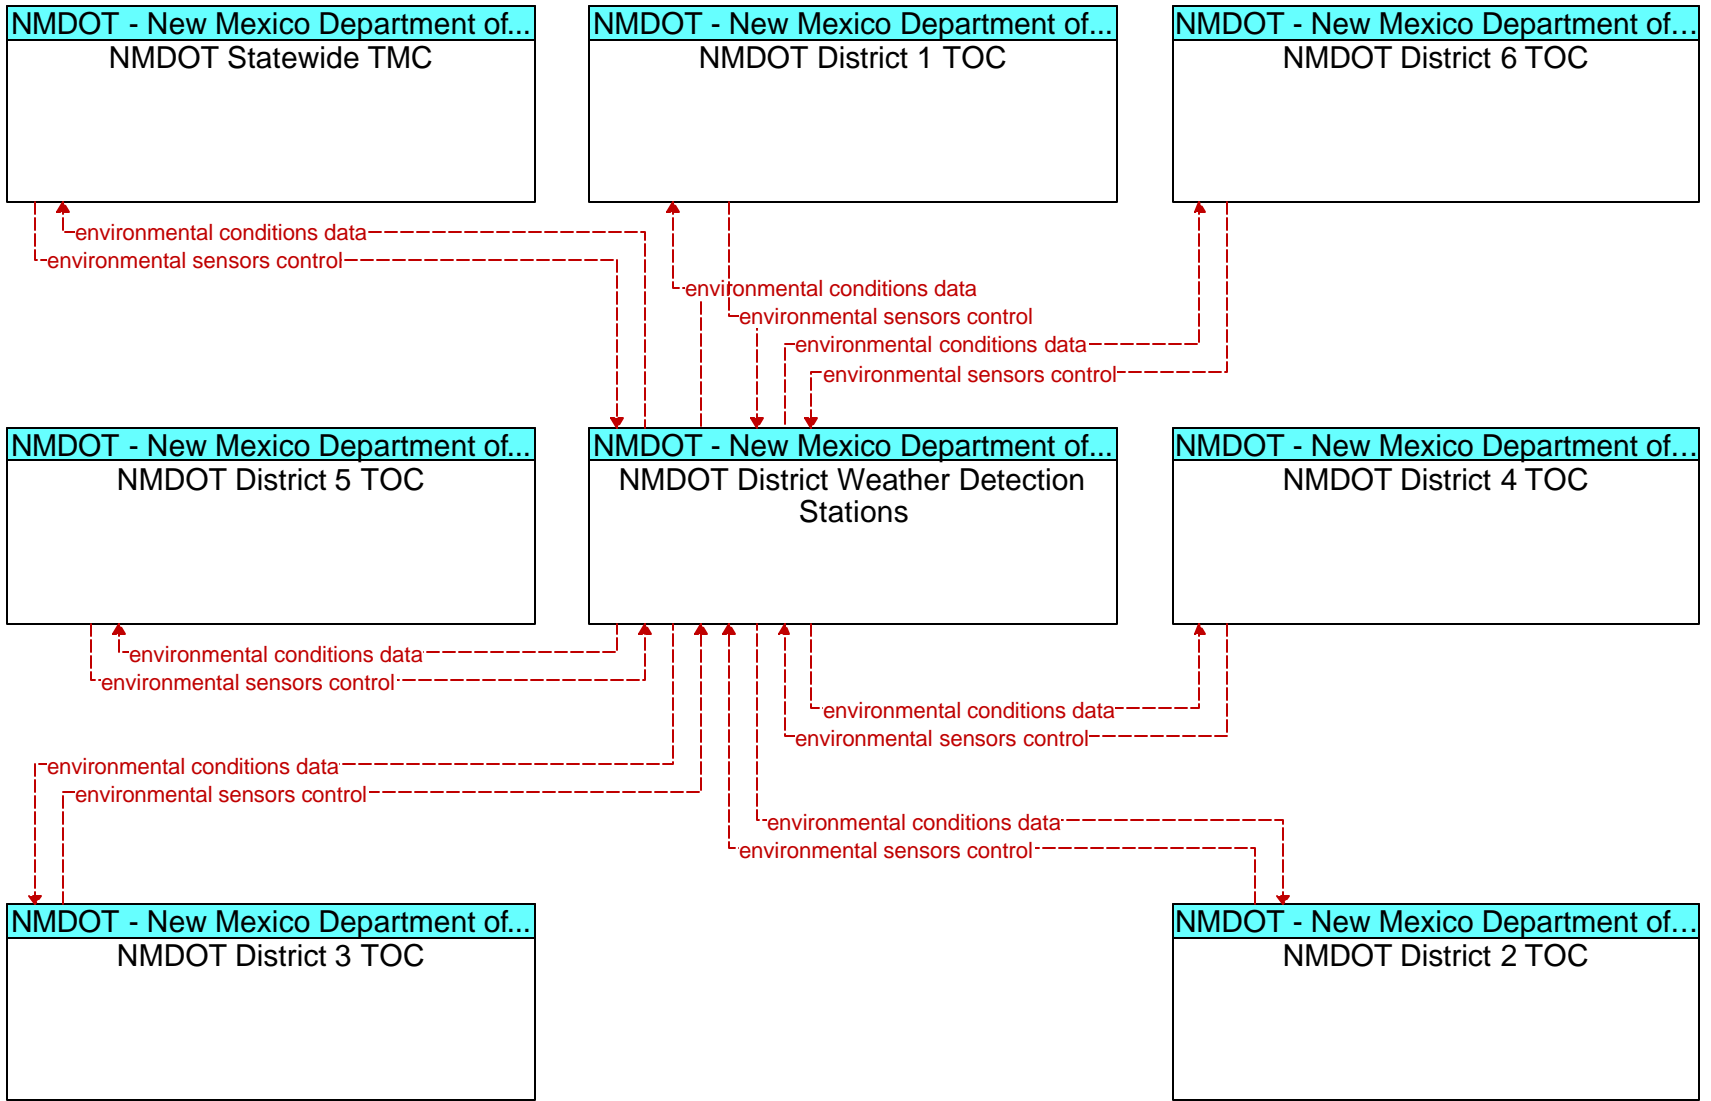 NMDOT - New Mexico Department of...
NMDOT Statewide TMC
NMDOT - New Mexico Department of...
NMDOT District 1 TOC
NMDOT - New Mexico Department of...
NMDOT District 6 TOC
environmental conditions data
environmental sensors control
environmental conditions data
environmental sensors control
environmental conditions data
environmental sensors control
NMDOT - New Mexico Department of...
NMDOT District 5 TOC
NMDOT - New Mexico Department of...
NMDOT District Weather Detection
Stations
NMDOT - New Mexico Department of...
NMDOT District 4 TOC
environmental conditions data
environmental sensors control
environmental conditions data
environmental sensors control
environmental conditions data
environmental sensors control
environmental conditions data
environmental sensors control
NMDOT - New Mexico Department of...
NMDOT District 3 TOC
NMDOT - New Mexico Department of...
NMDOT District 2 TOC